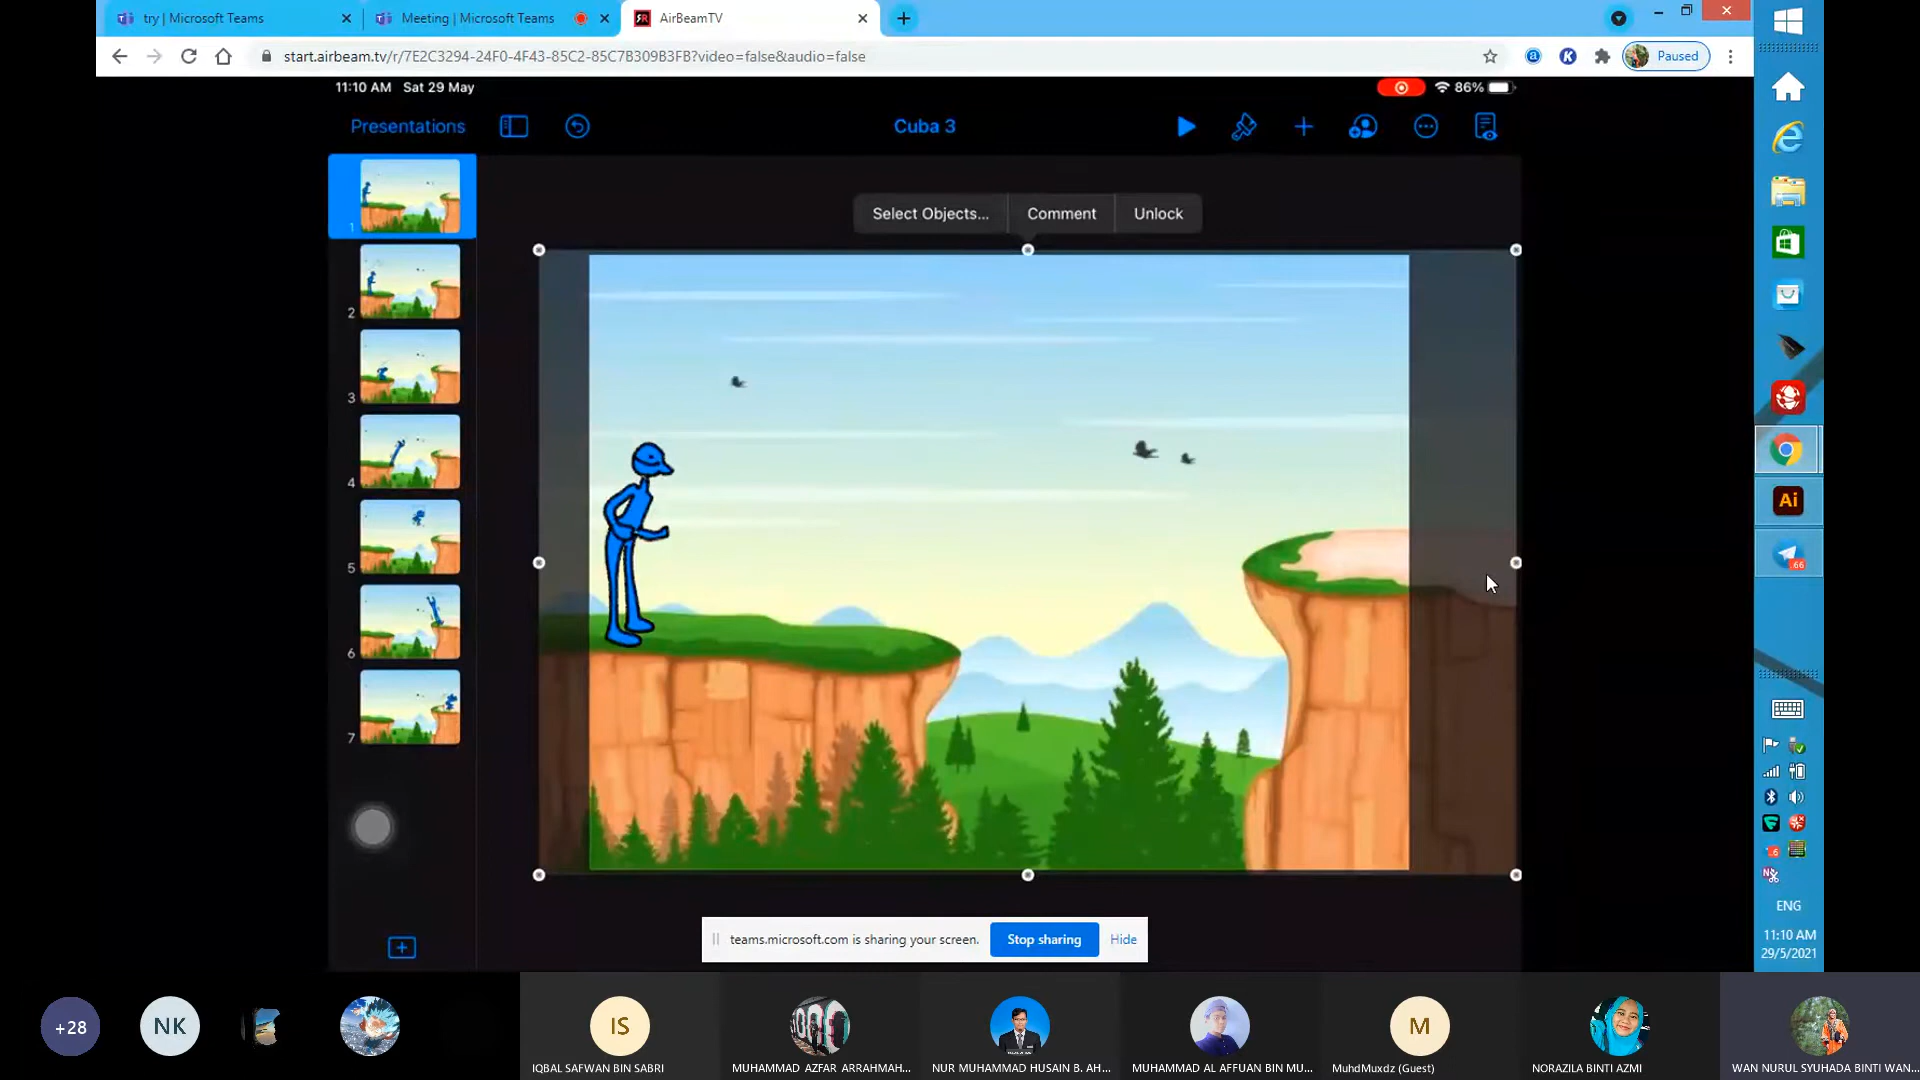 try | Microsoft Teams
Meeting | Microsoft Teams
AirBeamTV
start.airbeam.tv/r/7E2C3294-24F0-4F43-85C2-85C7B309B3FB?video=false&audio=false
Paused
11:10 AM Sat 29 May
86%
Presentations
Cuba 3
Select Objects...
Comment
Unlock
1
2
3
4
5
6
7
teams.microsoft.com is sharing your screen.
Stop sharing
Hide
Ai
66
ENG
11:10 AM
29/5/2021
+28
NK
IS
M
IQBAL SAFWAN BIN SABRI
MUHAMMAD AZFAR ARRAHMAH...
NUR MUHAMMAD HUSAIN B. AH...
MUHAMMAD AL AFFUAN BIN MU...
MuhdMuxdz (Guest)
NORAZILA BINTI AZMI
WAN NURUL SYUHADA BINTI WAN...